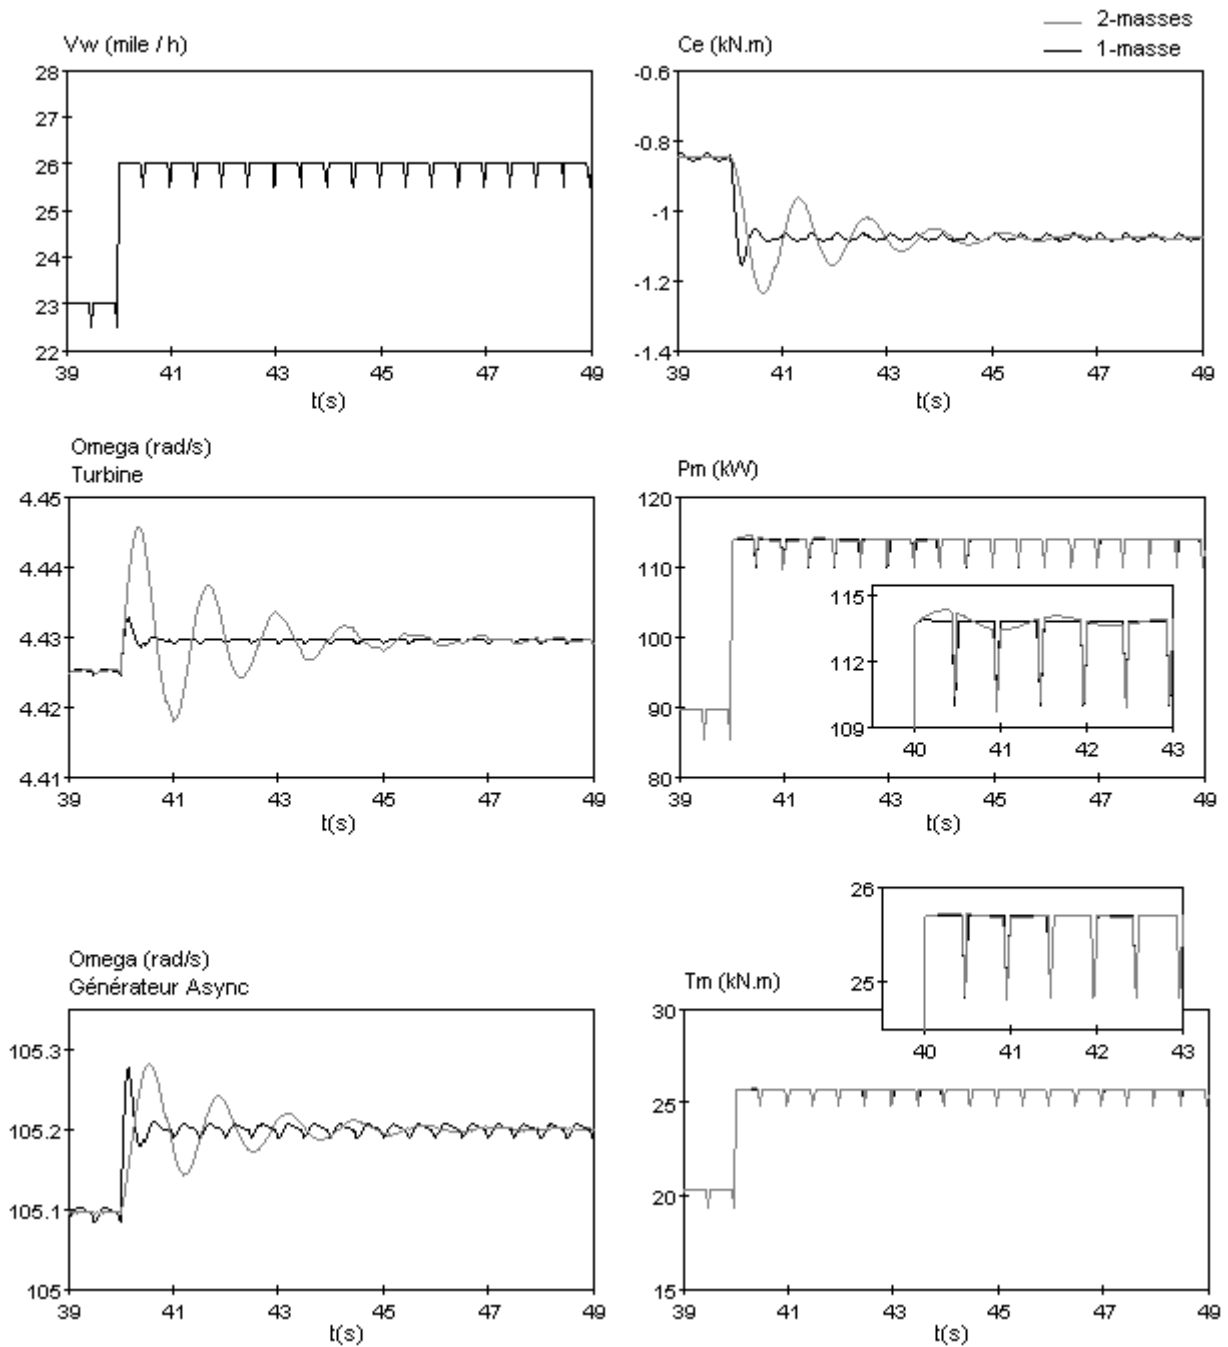 2-masses
1-masse
Vw (mile / h)
28
27
26
25
24
23
22
39 41 43 45 47 49
t(s)
Ce (kN.m)
-0.6
-0.8
-1
-1.2
-1.4
39 41 43 45 47 49
t(s)
Omega (rad/s)
Turbine
4.45
4.44
4.43
4.42
4.41
39 41 43 45 47 49
t(s)
Pm (kW)
120
110
100
90
80
39 41 43 45 47 49
t(s)
115
112
109
40 41 42 43
Omega (rad/s)
Générateur Async
105.3
105.2
105.1
105
39 41 43 45 47 49
t(s)
Tm (kN.m)
30
25
20
15
39 41 43 45 47 49
t(s)
26
25
40 41 42 43